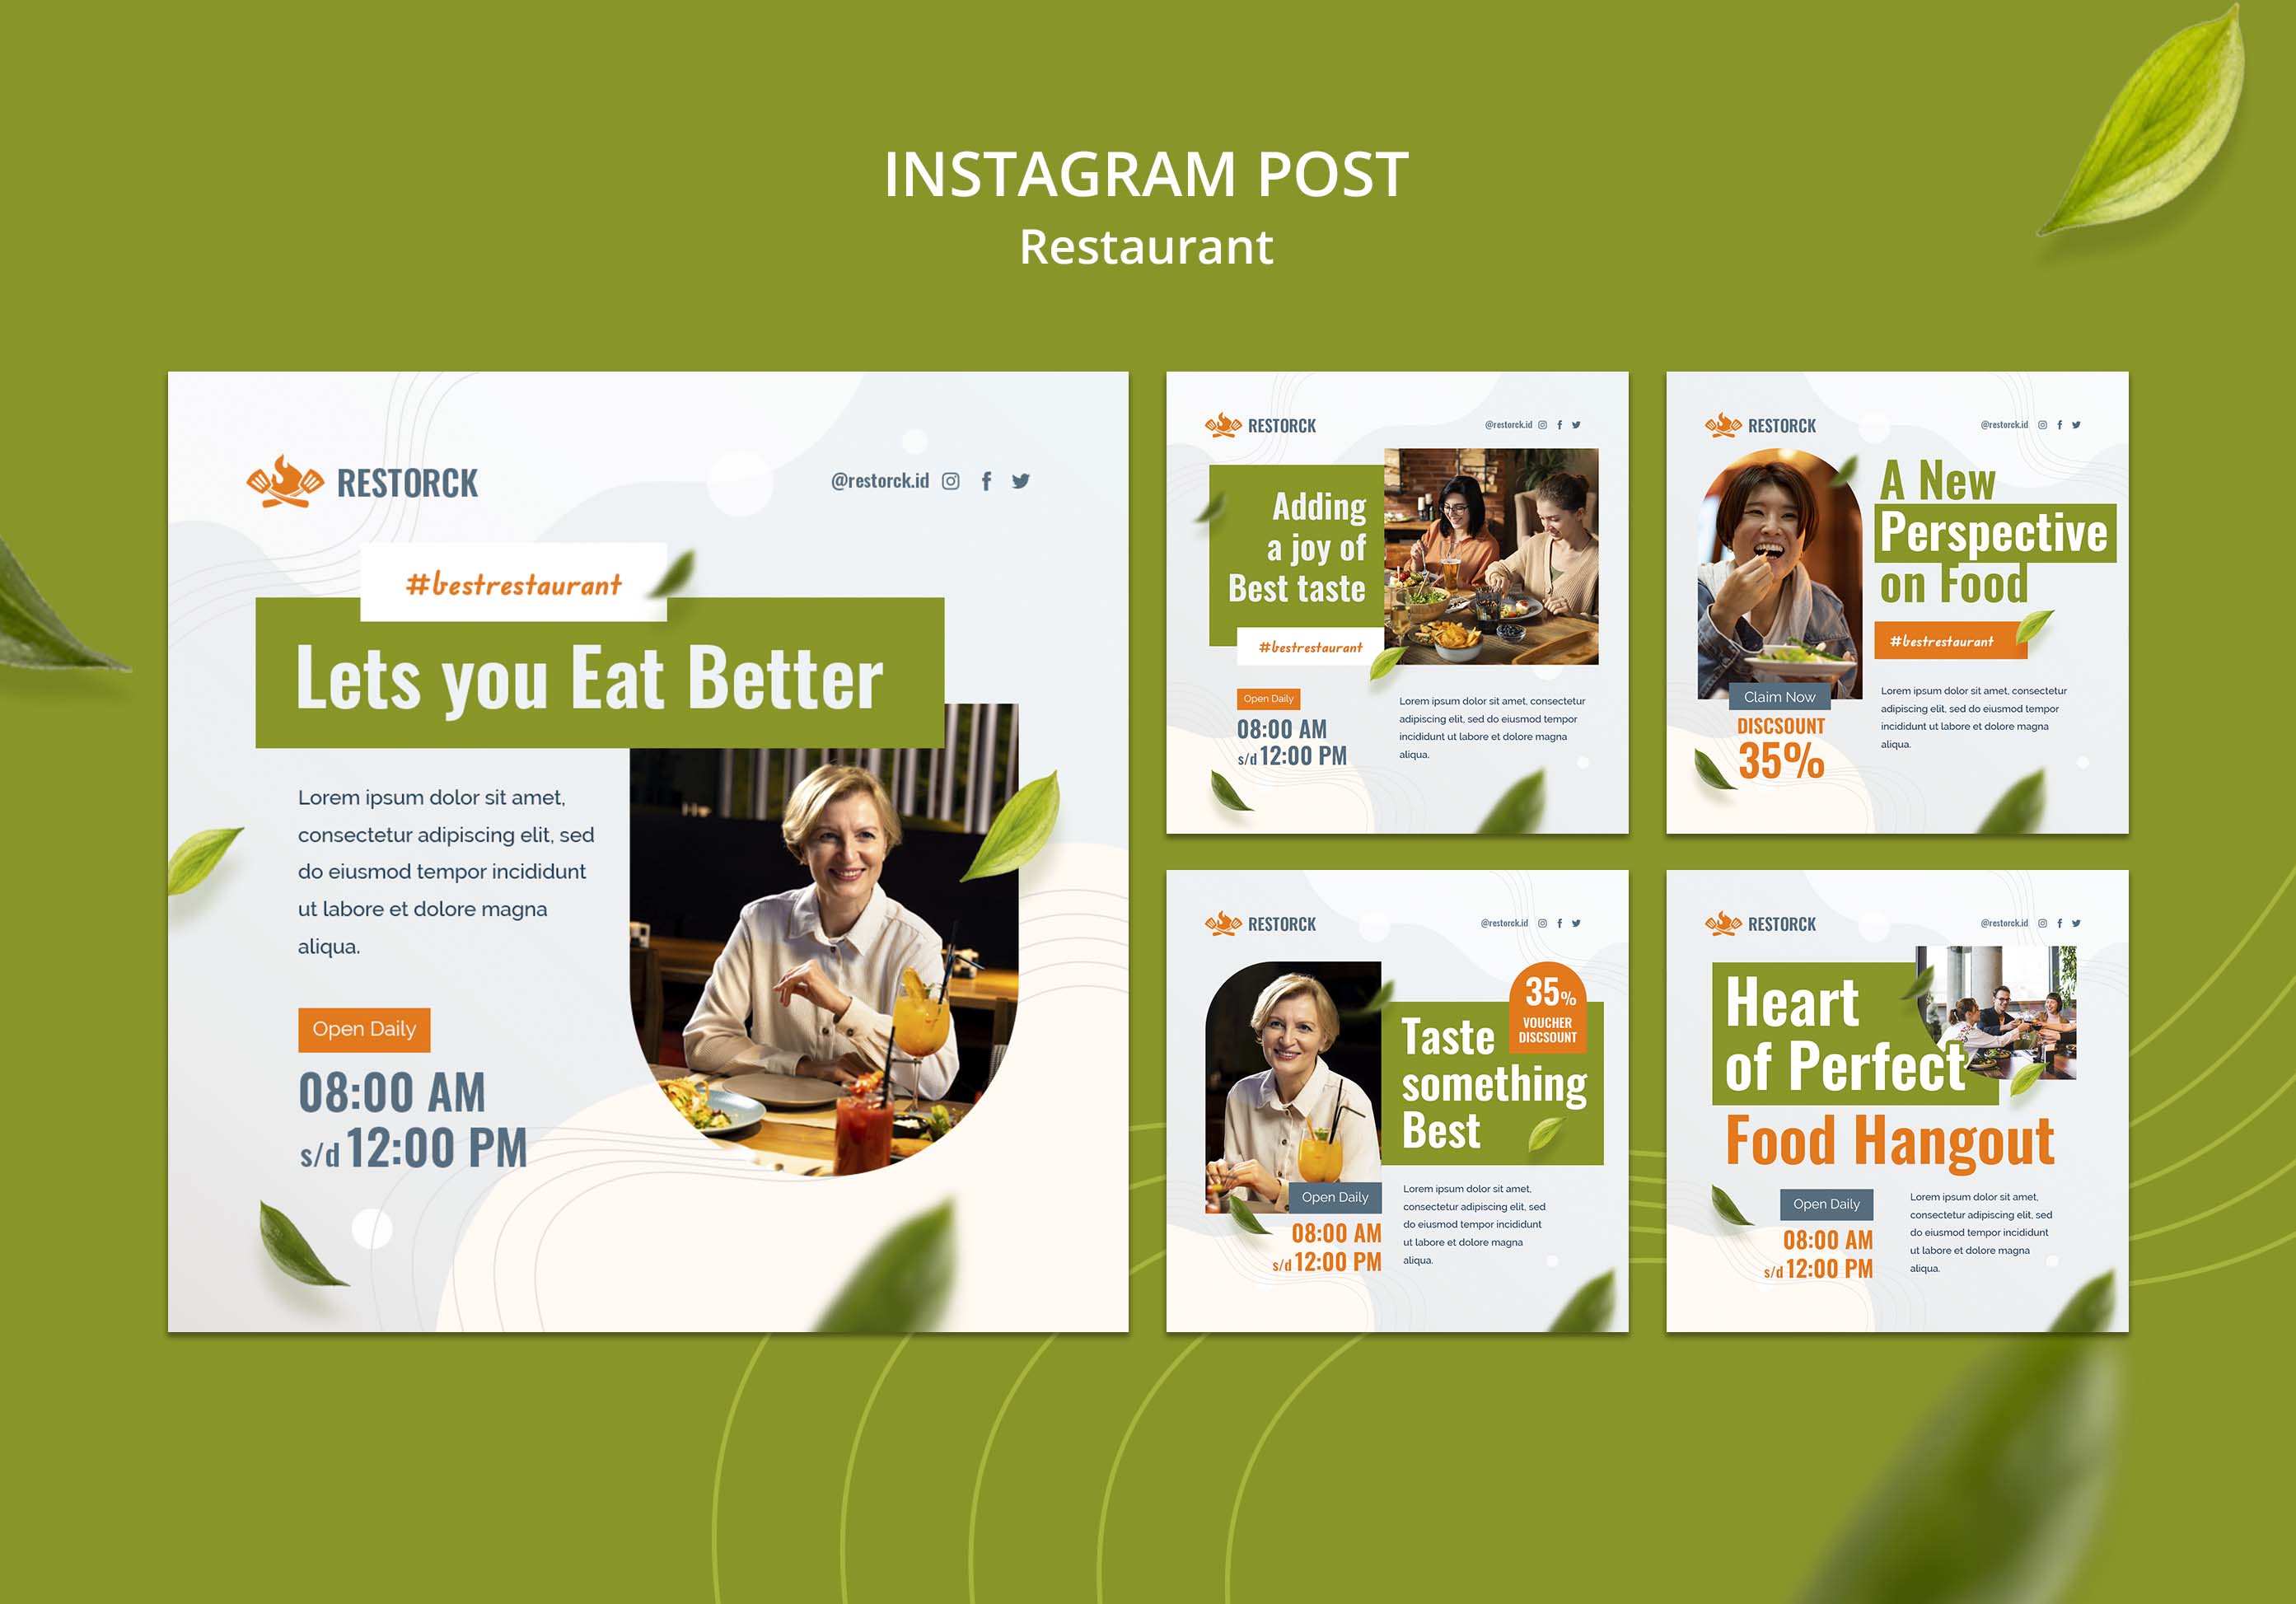 INSTAGRAM POST
Restaurant
RESTORCK
@restorck.id
#bestrestaurant
Lets you Eat Better
Lorem ipsum dolor sit amet,
consectetur adipiscing elit, sed
do eiusmod tempor incididunt
ut labore et dolore magna
aliqua.
Open Daily
08:00 AM
s/d 12:00 PM
RESTORCK
@restorck.id
Adding
a joy of
Best taste
#bestrestaurant
Open Daily
08:00 AM
s/d 12:00 PM
Lorem ipsum dolor sit amet, consectetur
adipiscing elit, sed do eiusmod tempor
incididunt ut labore et dolore magna
aliqua.
RESTORCK
@restorck.id
A New
Perspective
on Food
#bestrestaurant
Claim Now
DISCSOUNT
35%
Lorem ipsum dolor sit amet, consectetur
adipiscing elit, sed do eiusmod tempor
incididunt ut labore et dolore magna
aliqua.
RESTORCK
@restorck.id
35%
VOUCHER
DISCSOUNT
Taste
something
Best
Open Daily
08:00 AM
s/d 12:00 PM
Lorem ipsum dolor sit amet,
consectetur adipiscing elit, sed
do eiusmod tempor incididunt
ut labore et dolore magna
aliqua.
RESTORCK
@restorck.id
Heart
of Perfect
Food Hangout
Open Daily
08:00 AM
s/d 12:00 PM
Lorem ipsum dolor sit amet,
consectetur adipiscing elit, sed
do eiusmod tempor incididunt
ut labore et dolore magna
aliqua.